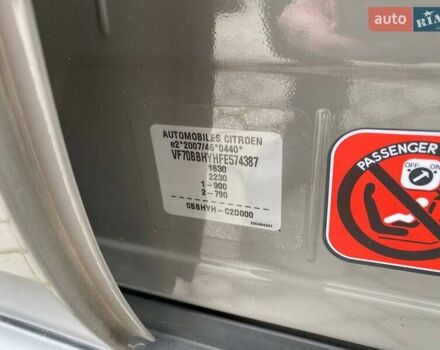 auto RIA
AUTOMOBILES CITROEN
e2*2007/46*0440*
VF70BBHYHFE574387
1630
2230
1-900
2-790
0BBHYH-C2D000
PASSENGER
OFF